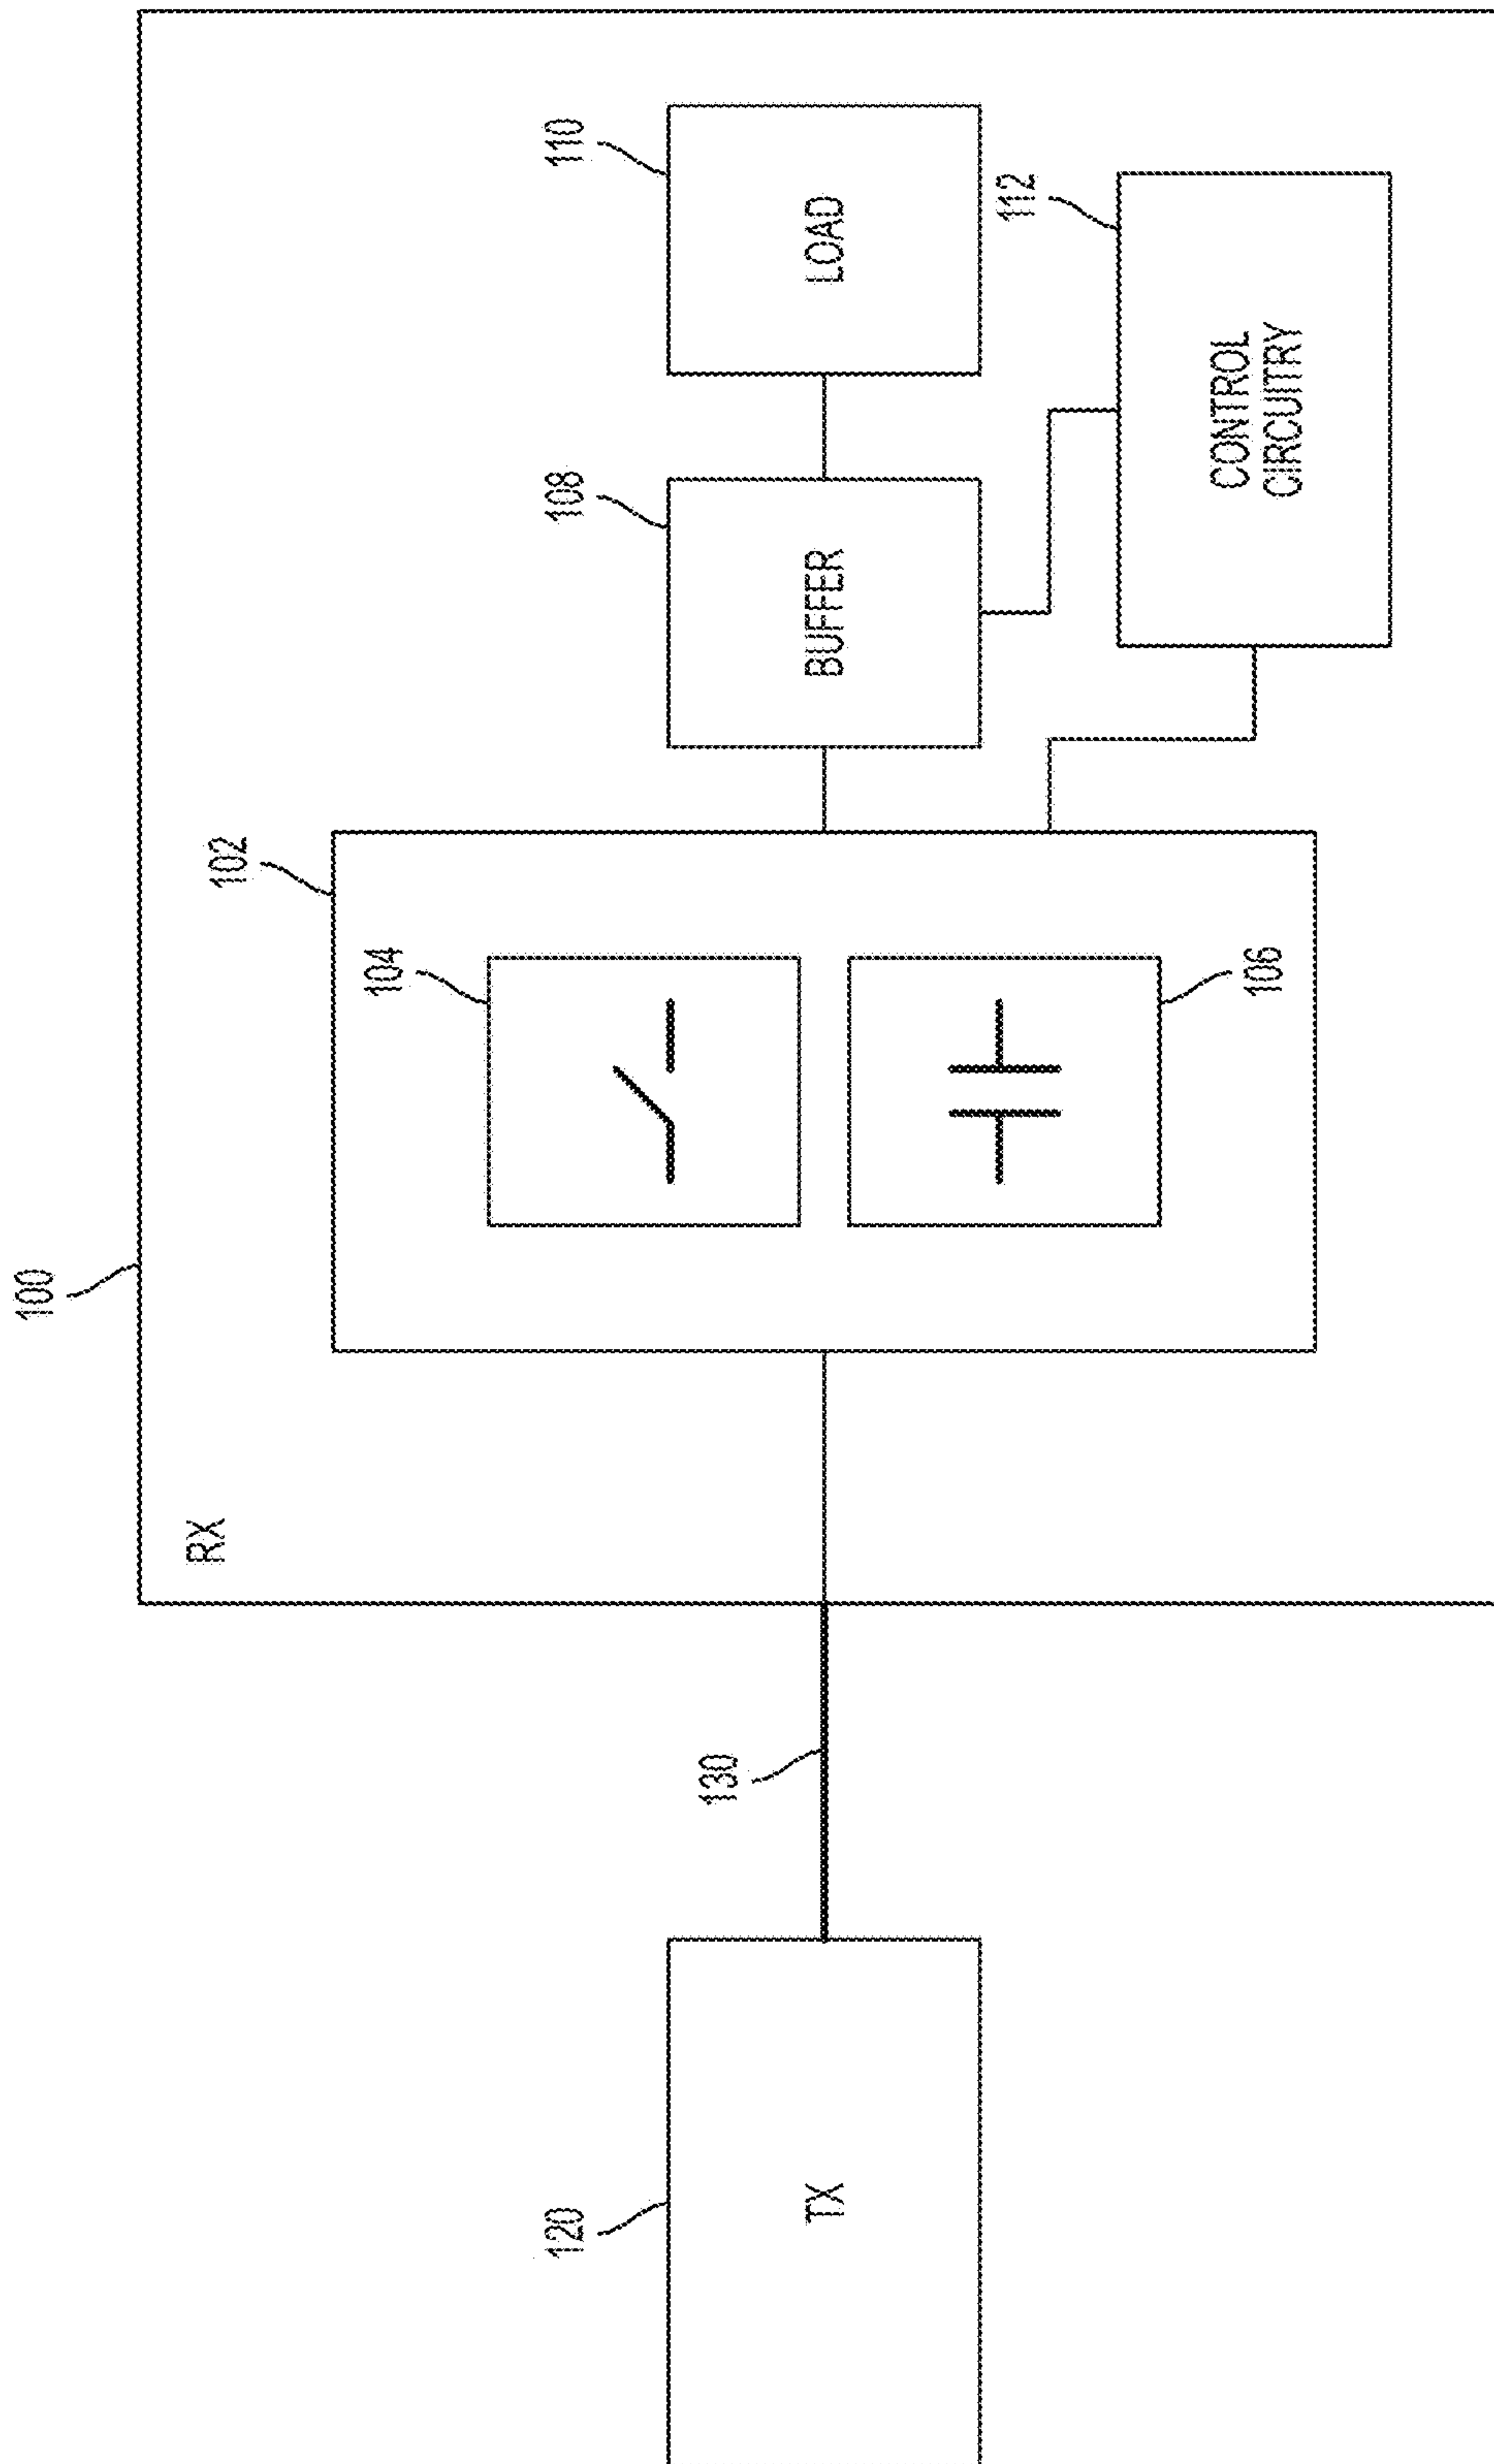 100
RX
102
104
106
108
BUFFER
110
LOAD
112
CONTROL
CIRCUITRY
120
TX
130